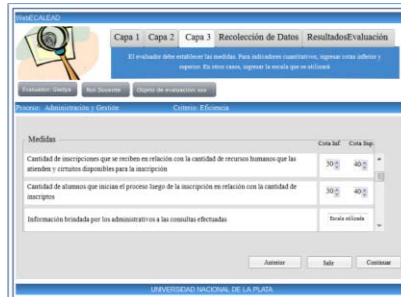 WebECALEAD
Capa 1 Capa 2 Capa 3 Recolección de Datos ResultadosEvaluación
El evaluador debe establecer las medidas. Para indicadores cuantitativos, ingresar cotas inferior y
superior. En otros casos, ingresar la escala que se utilizará
Evaluador: Gladys Rol: Docente Objeto de evaluación: xxx
Proceso: Administración y Gestión Criterio: Eficiencia
Medidas Cota Inf. Cota Sup.
Cantidad de inscripciones que se reciben en relación con la cantidad de recursos humanos que las
atienden y circuitos disponibles para la inscripción
Cantidad de alumnos que inician el proceso luego de la inscripción en relación con la cantidad de
inscriptos
40
40
Información brindada por los administrativos a las consultas efectuadas Escala utilizada
Anterior Salir Continuar
UNIVERSIDAD NACIONAL DE LA PLATA